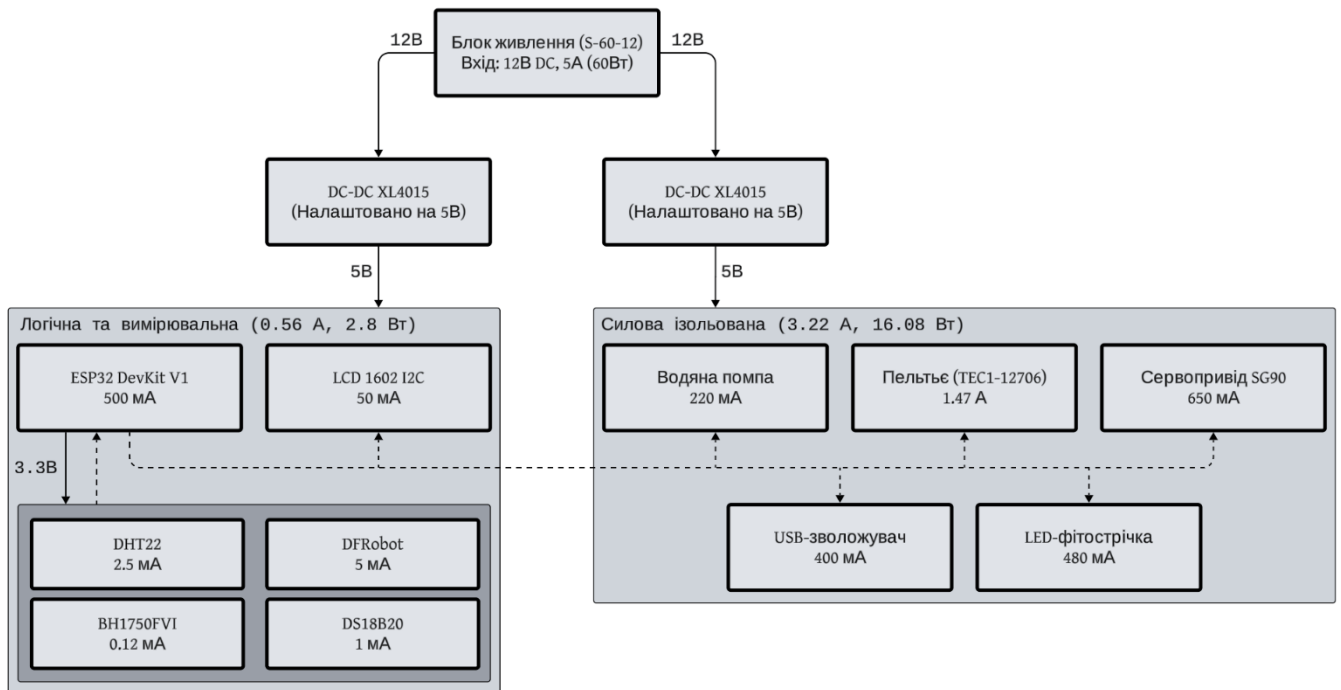 12В
Блок живлення (S-60-12)
Вхід: 12В DC, 5А (60Вт)
12В
DC-DC XL4015
(Налаштовано на 5В)
DC-DC XL4015
(Налаштовано на 5В)
5В
5В
Логічна та вимірювальна (0.56 А, 2.8 Вт)
ESP32 DevKit V1
500 мА
LCD 1602 I2C
50 мА
3.3В
DHT22
2.5 мА
DFRobot
5 мА
BH1750FVI
0.12 мА
DS18B20
1 мА
Силова ізольована (3.22 А, 16.08 Вт)
Водяна помпа
220 мА
Пельтьє (TEC1-12706)
1.47 А
Сервопривід SG90
650 мА
USB-зволожувач
400 мА
LED-фітострічка
480 мА